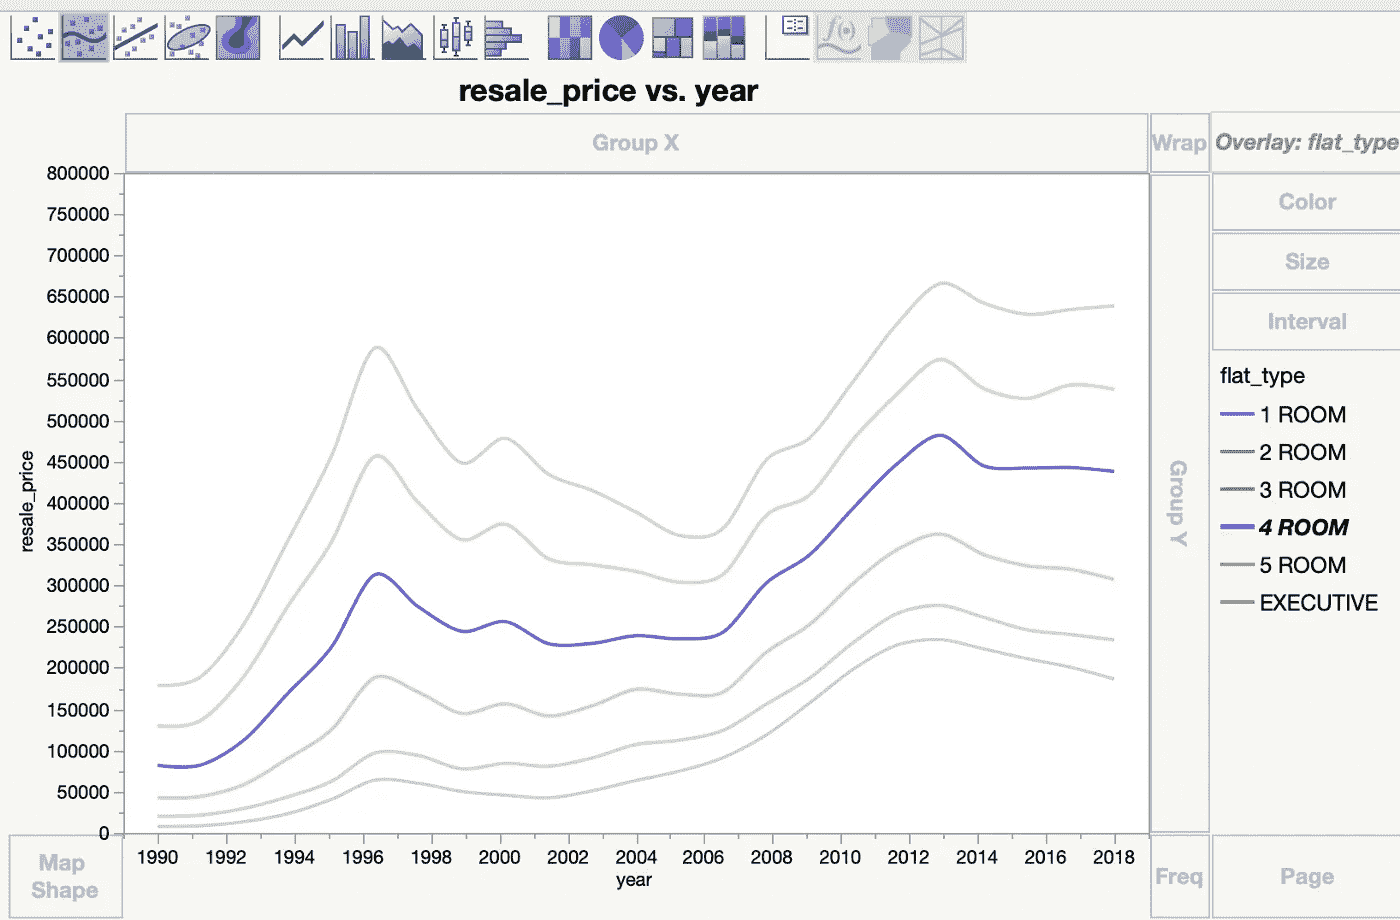 f(•)
resale_price vs. year
Group X
Wrap
Overlay: flat_type
Color
Size
Interval
800000
750000
700000
650000
600000
550000
500000
450000
400000
350000
300000
250000
200000
150000
100000
50000
0
resale_price
Group Y
flat_type
1 ROOM
2 ROOM
3 ROOM
4 ROOM
5 ROOM
EXECUTIVE
Map
Shape
1990 1992 1994 1996 1998 2000 2002 2004 2006 2008 2010 2012 2014 2016 2018
year
Freq
Page